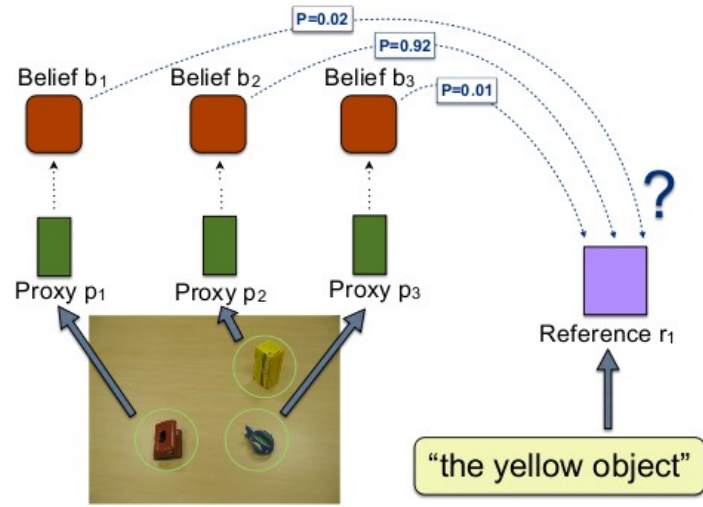 P=0.02
P=0.92
Belief b1 Belief b2 Belief b3
P=0.01
?
Proxy p1 Proxy p2 Proxy p3
Reference r1
“the yellow object”